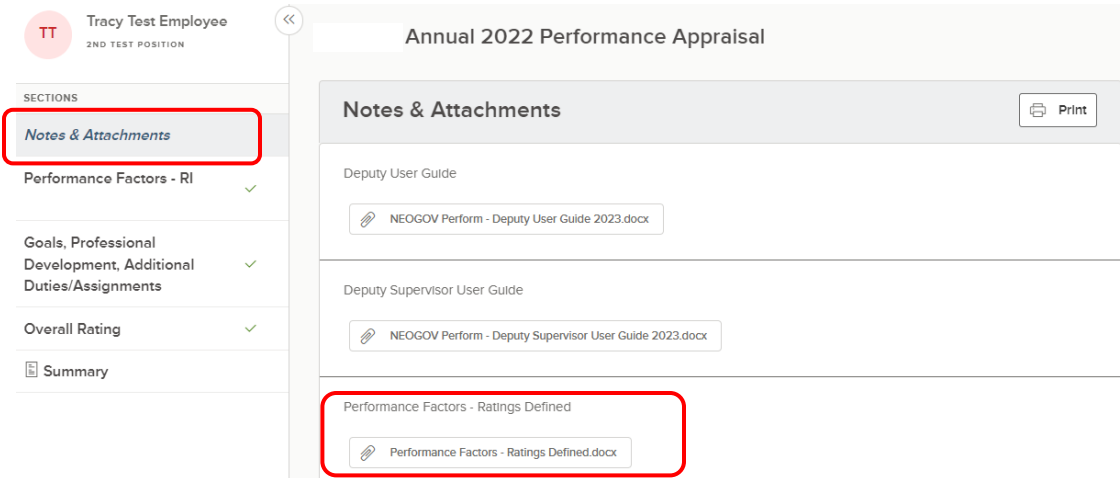 TT
Tracy Test Employee
2ND TEST POSITION
SECTIONS
Notes & Attachments
Performance Factors - RI
Goals, Professional
Development, Additional
Duties/Assignments
Overall Rating
Summary
Annual 2022 Performance Appraisal
Notes & Attachments
Print
Deputy User Guide
NEOGOV Perform - Deputy User Guide 2023.docx
Deputy Supervisor User Guide
NEOGOV Perform - Deputy Supervisor User Guide 2023.docx
Performance Factors - Ratings Defined
Performance Factors - Ratings Defined.docx